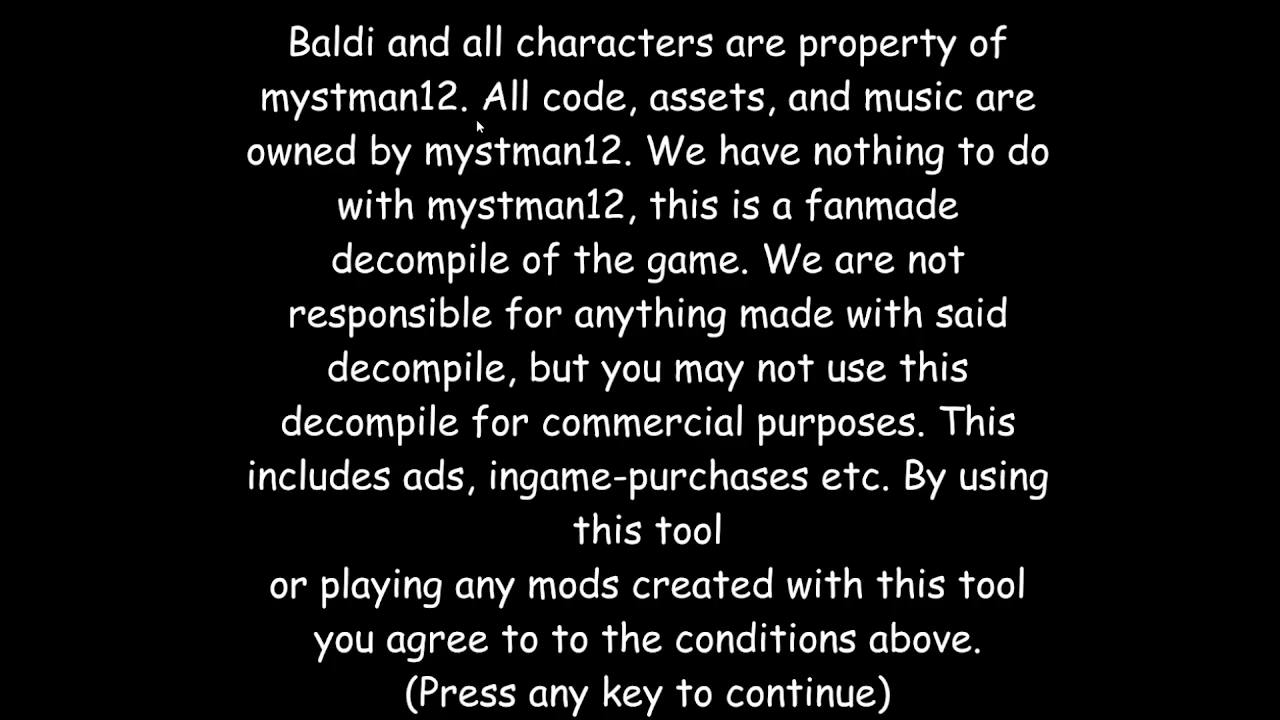 Baldi and all characters are property of
mystman12. All code, assets, and music are
owned by mystman12. We have nothing to do
with mystman12, this is a fanmade
decompile of the game. We are not
responsible for anything made with said
decompile, but you may not use this
decompile for commercial purposes. This
includes ads, ingame-purchases etc. By using
this tool
or playing any mods created with this tool
you agree to to the conditions above.
(Press any key to continue)